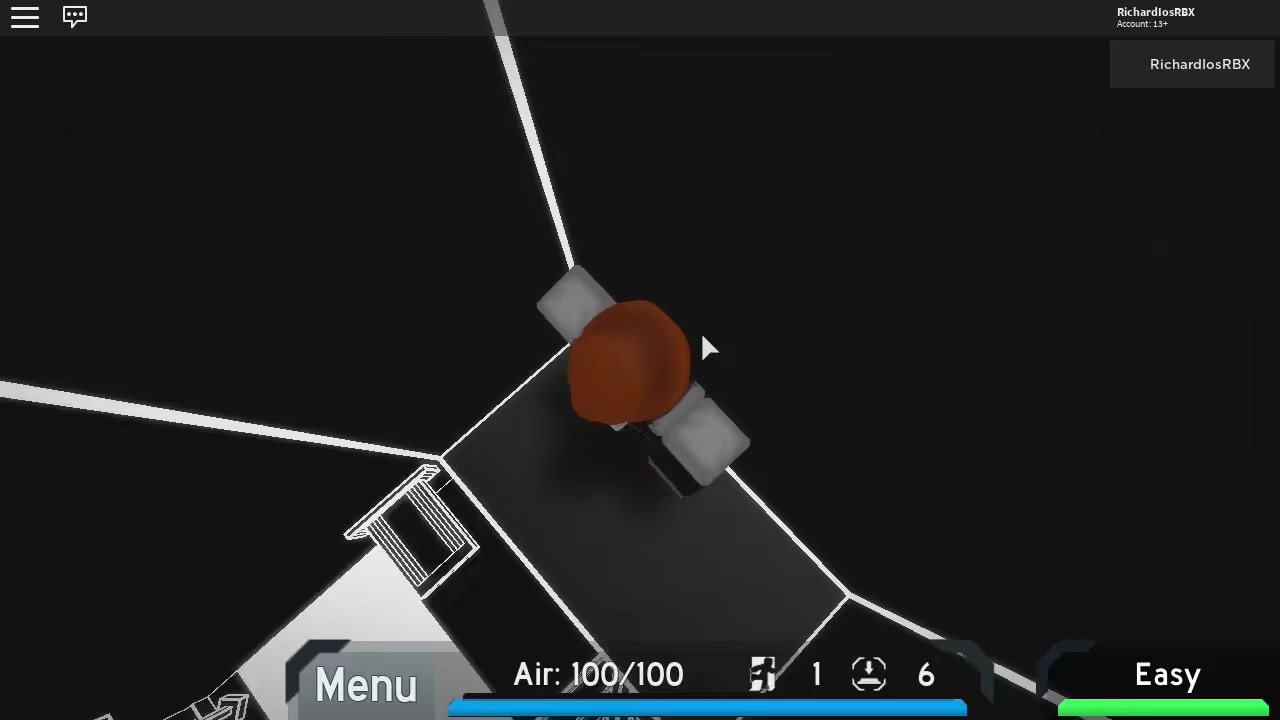 RichardIosRBX
Account: 13+
RichardIosRBX
Menu
Air: 100/100
1
6
Easy